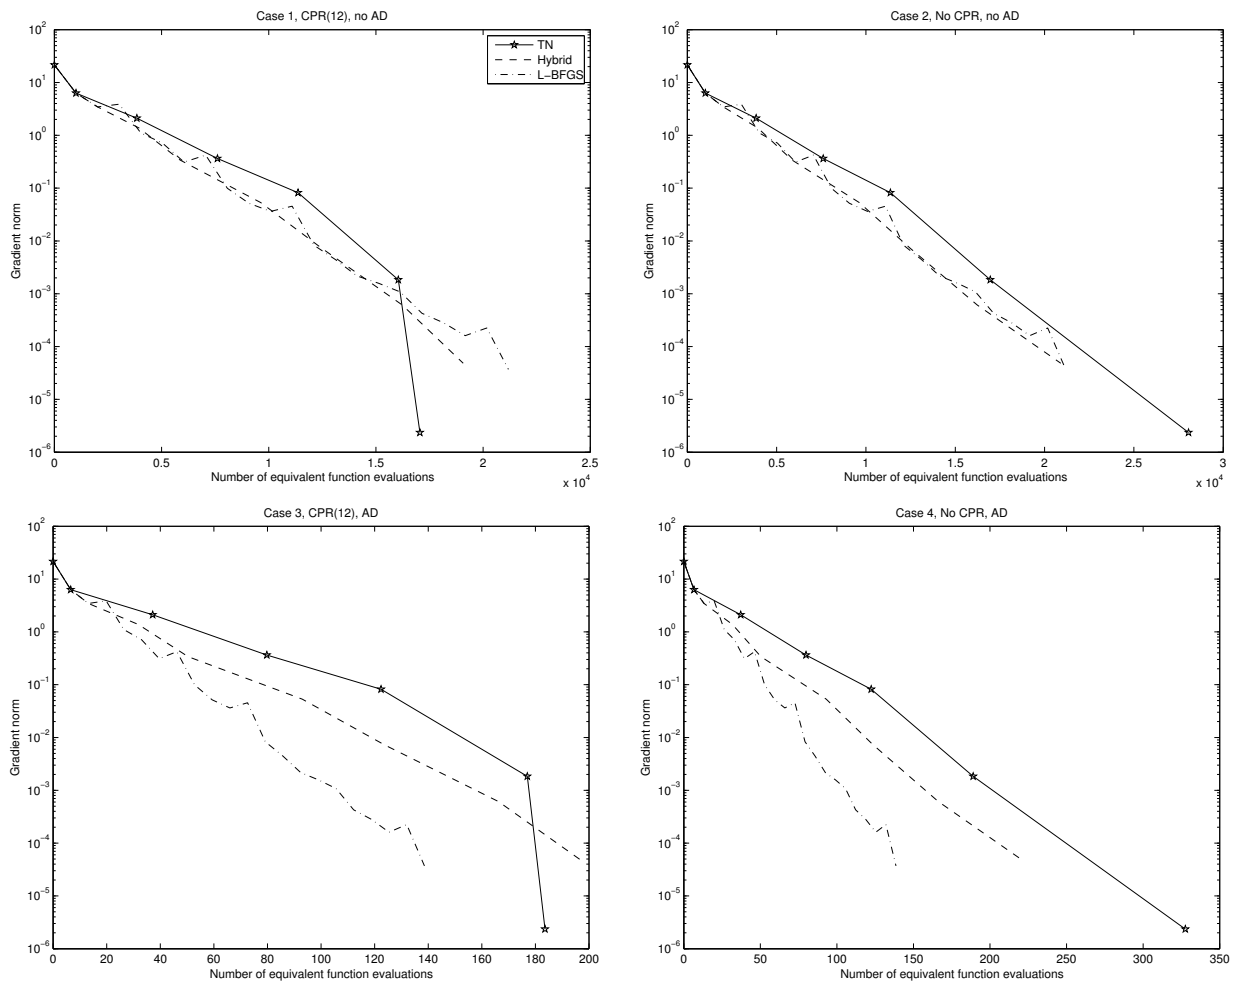 Case 1, CPR(12), no AD
10^2
10^1
10^0
10^−1
10^−2
10^−3
10^−4
10^−5
10^−6
Gradient norm
TN
Hybrid
L−BFGS
0 0.5 1 1.5 2 2.5
Number of equivalent function evaluations
x 10^4
Case 2, No CPR, no AD
10^2
10^1
10^0
10^−1
10^−2
10^−3
10^−4
10^−5
10^−6
Gradient norm
0 0.5 1 1.5 2 2.5 3
Number of equivalent function evaluations
x 10^4
Case 3, CPR(12), AD
10^2
10^1
10^0
10^−1
10^−2
10^−3
10^−4
10^−5
10^−6
Gradient norm
0 20 40 60 80 100 120 140 160 180 200
Number of equivalent function evaluations
Case 4, No CPR, AD
10^2
10^1
10^0
10^−1
10^−2
10^−3
10^−4
10^−5
10^−6
Gradient norm
0 50 100 150 200 250 300 350
Number of equivalent function evaluations